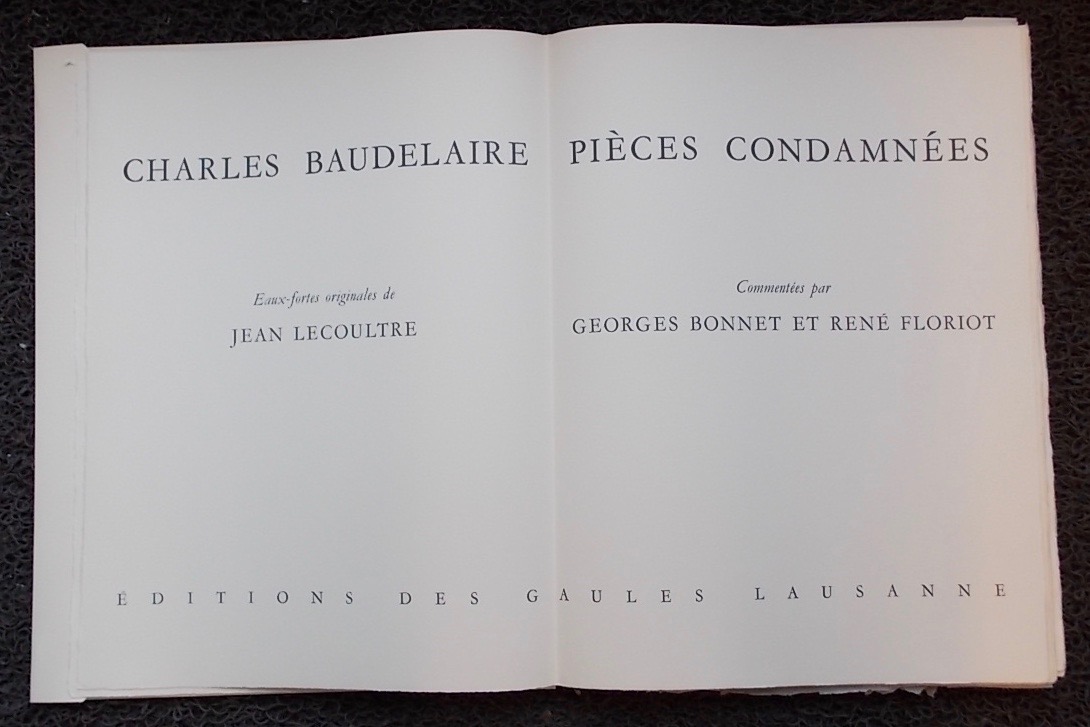 CHARLES BAUDELAIRE PIÈCES CONDAMNÉES
Eaux-fortes originales de
JEAN LECOULTRE
Commentées par
GEORGES BONNET ET RENÉ FLORIOT
ÉDITIONS DES GAULES LAUSANNE